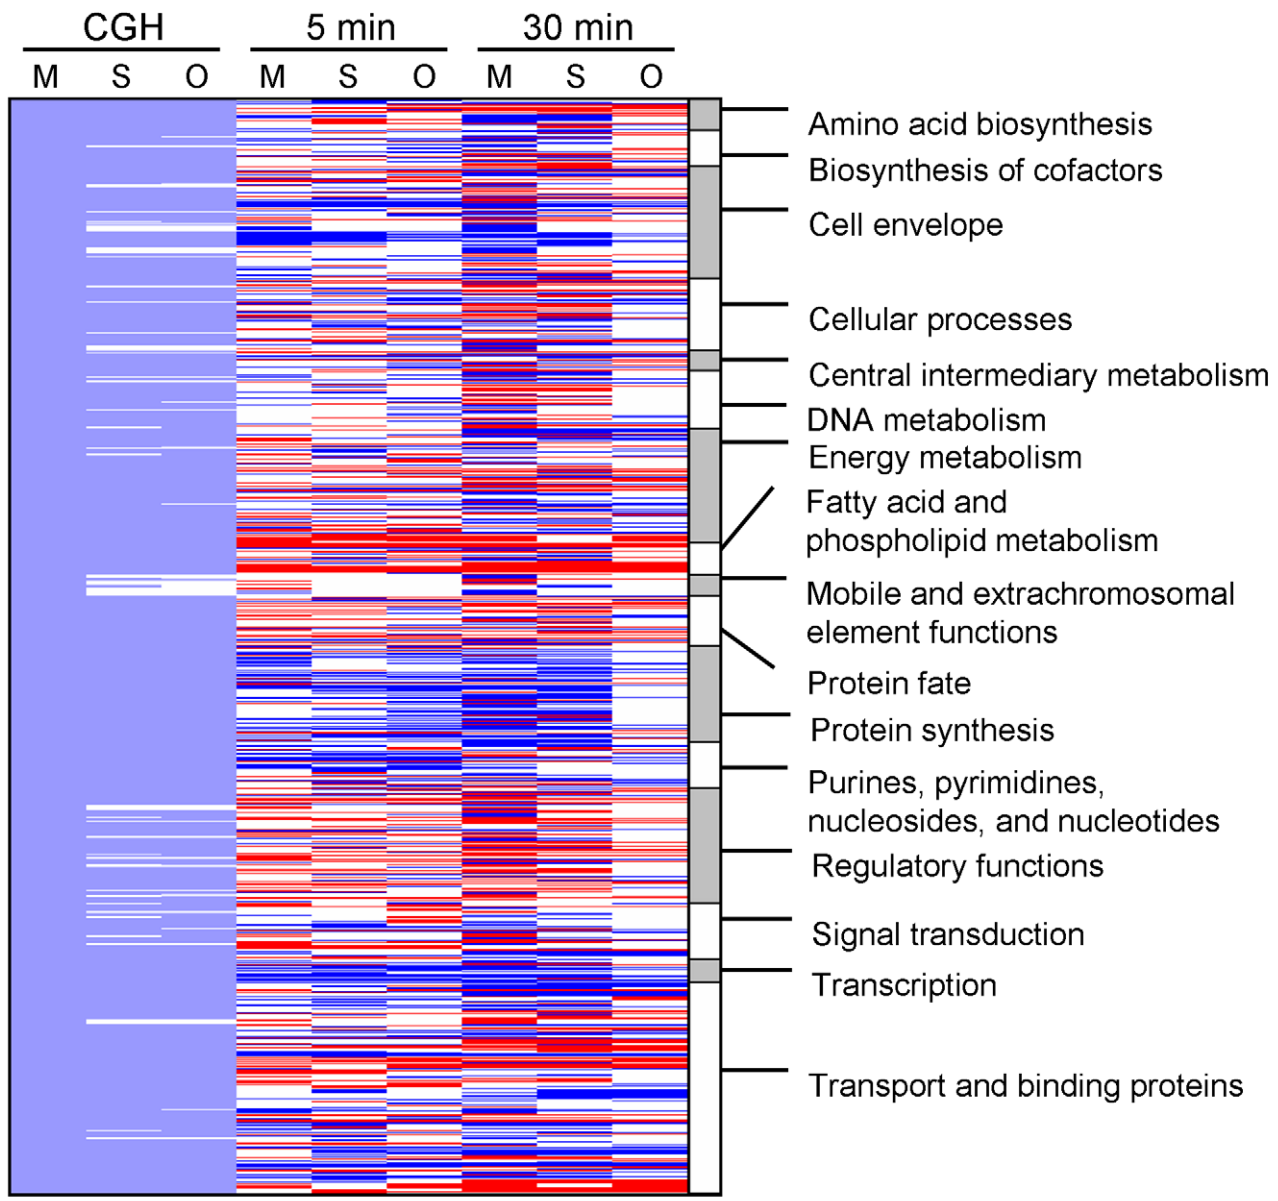 CGH 5 min 30 min
M S O M S O M S O
Amino acid biosynthesis
Biosynthesis of cofactors
Cell envelope
Cellular processes
Central intermediary metabolism
DNA metabolism
Energy metabolism
Fatty acid and
phospholipid metabolism
Mobile and extrachromosomal
element functions
Protein fate
Protein synthesis
Purines, pyrimidines,
nucleosides, and nucleotides
Regulatory functions
Signal transduction
Transcription
Transport and binding proteins